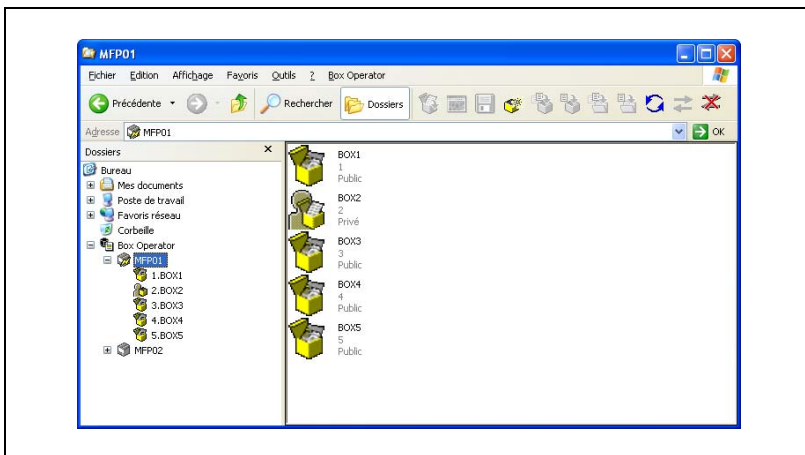 MFP01
Fichier Edition Affichage Favoris Outils ? Box Operator
Précédente Rechercher Dossiers
Adresse MFP01 OK
Dossiers x
Bureau
Mes documents
Poste de travail
Favoris réseau
Corbeille
Box Operator
MFP01
1.BOX1
2.BOX2
3.BOX3
4.BOX4
5.BOX5
MFP02
BOX1
1
Public
BOX2
2
Privé
BOX3
3
Public
BOX4
4
Public
BOX5
5
Public